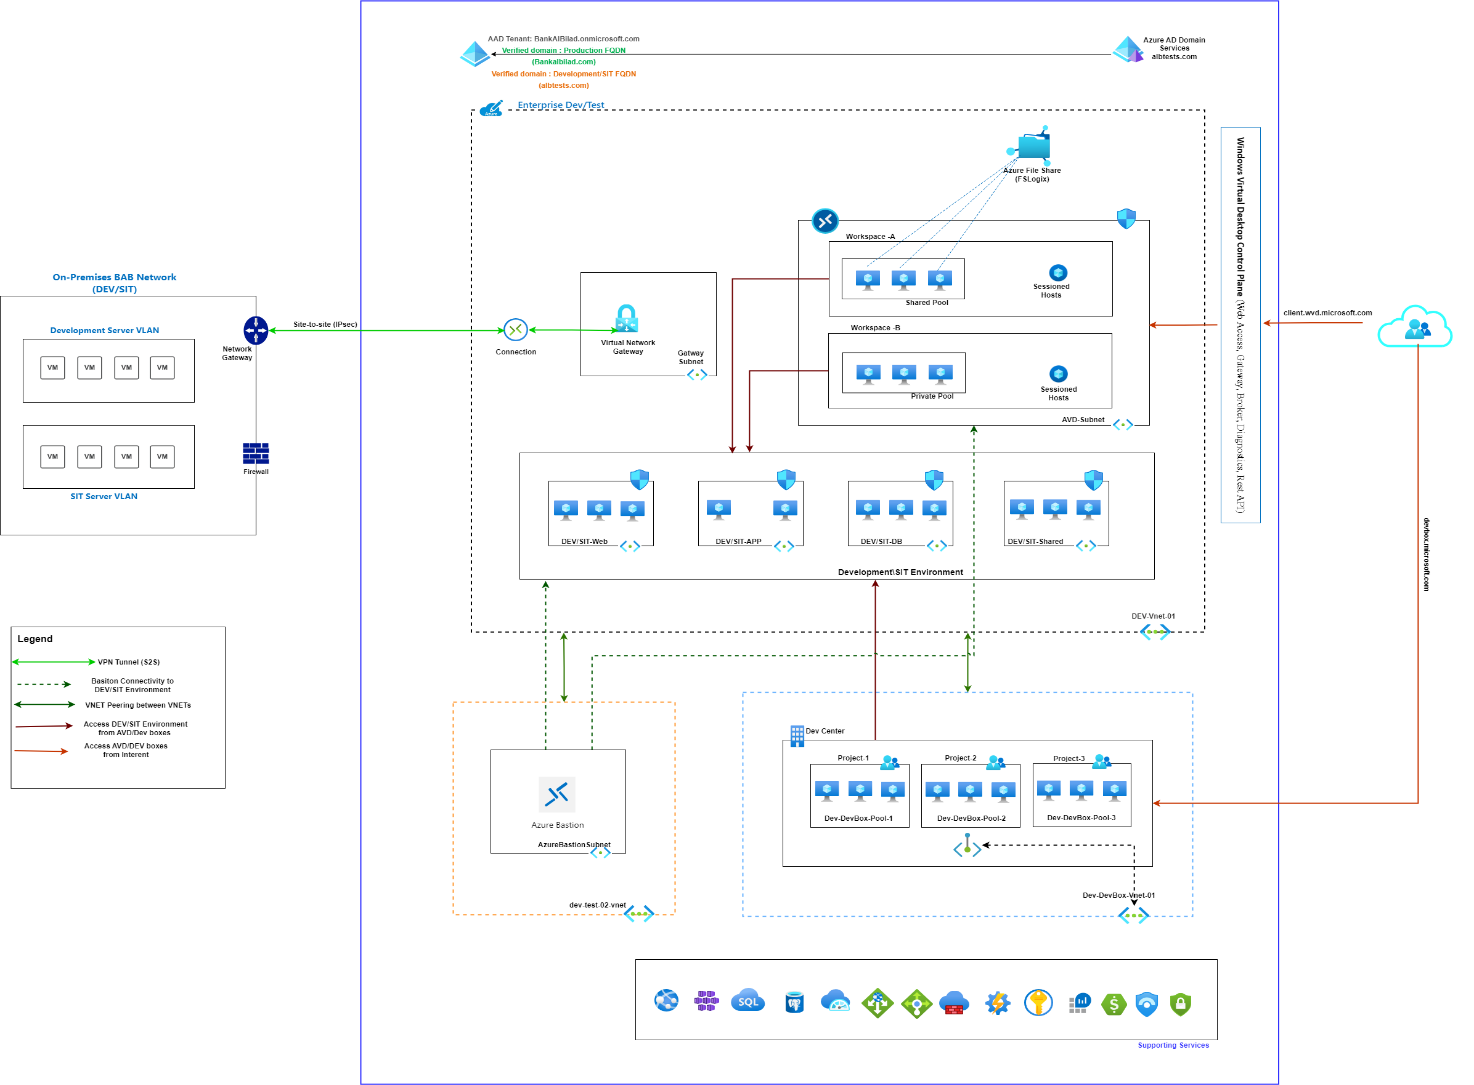 AAD Tenant: BankAlBilad.onmicrosoft.com
Verified domain : Production FQDN
(Bankalbilad.com)
Verified domain : Development/SIT FQDN
(albtests.com)
Azure AD Domain
Services
albtests.com
Enterprise Dev/Test
Azure
Azure File Share
(FSLogix)
Workspace -A
Shared Pool
Sessioned
Hosts
Workspace -B
Private Pool
Sessioned
Hosts
AVD-Subnet
Windows Virtual Desktop Control Plane (Web Access, Gateway, Broker, Diagnostics, Rest API)
client.wvd.microsoft.com
devbox.microsoft.com
On-Premises BAB Network
(DEV/SIT)
Development Server VLAN
VM
VM
VM
VM
VM
VM
VM
VM
SIT Server VLAN
Network
Gateway
Firewall
Site-to-site (IPsec)
Connection
Virtual Network
Gateway
Gatway
Subnet
DEV/SIT-Web
DEV/SIT-APP
DEV/SIT-DB
DEV/SIT-Shared
Development\SIT Environment
DEV-Vnet-01
Legend
VPN Tunnel (S2S)
Basiton Connectivity to
DEV/SIT Environment
VNET Peering between VNETs
Access DEV/SIT Environment
from AVD/Dev boxes
Access AVD/DEV boxes
from Interent
Azure Bastion
AzureBastionSubnet
dev-test-02.vnet
Dev Center
Project-1
Project-2
Project-3
Dev-DevBox-Pool-1
Dev-DevBox-Pool-2
Dev-DevBox-Pool-3
Dev-DevBox-Vnet-01
SQL
Supporting Services